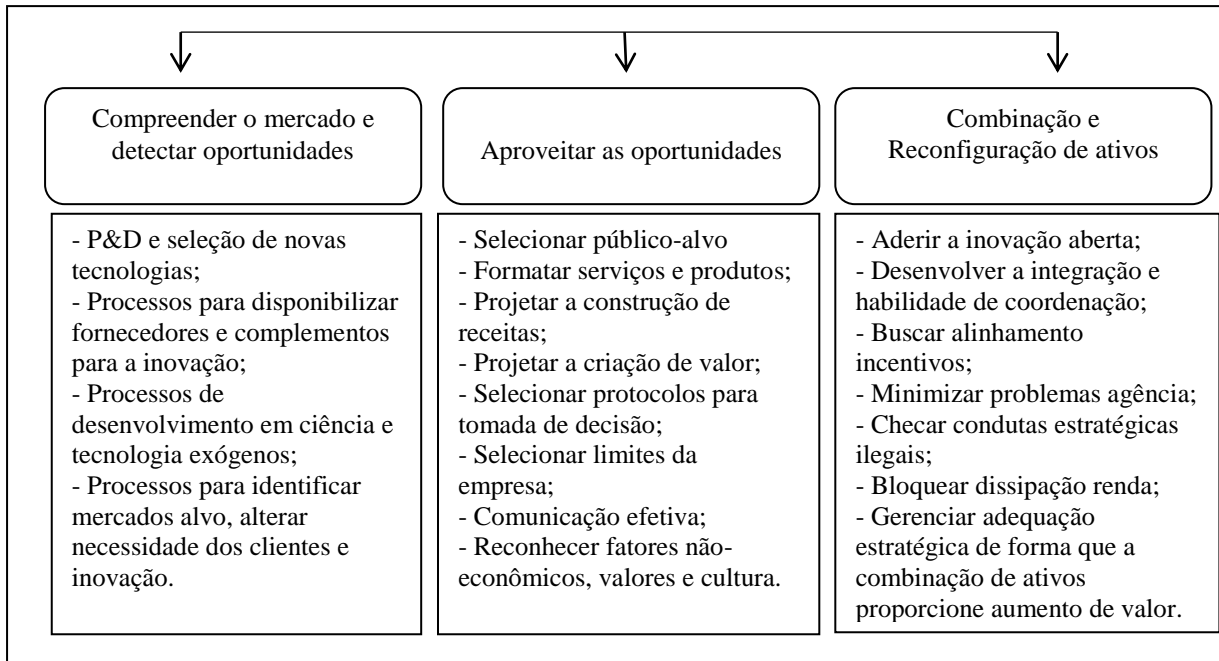 Compreender o mercado e
detectar oportunidades
- P&D e seleção de novas
tecnologias;
- Processos para disponibilizar
fornecedores e complementos
para a inovação;
- Processos de
desenvolvimento em ciência e
tecnologia exógenos;
- Processos para identificar
mercados alvo, alterar
necessidade dos clientes e
inovação.
Aproveitar as oportunidades
- Selecionar público-alvo
- Formatar serviços e produtos;
- Projetar a construção de
receitas;
- Projetar a criação de valor;
- Selecionar protocolos para
tomada de decisão;
- Selecionar limites da
empresa;
- Comunicação efetiva;
- Reconhecer fatores não-
econômicos, valores e cultura.
Combinação e
Reconfiguração de ativos
- Aderir a inovação aberta;
- Desenvolver a integração e
habilidade de coordenação;
- Buscar alinhamento
incentivos;
- Minimizar problemas agência;
- Checar condutas estratégicas
ilegais;
- Bloquear dissipação renda;
- Gerenciar adequação
estratégica de forma que a
combinação de ativos
proporcione aumento de valor.